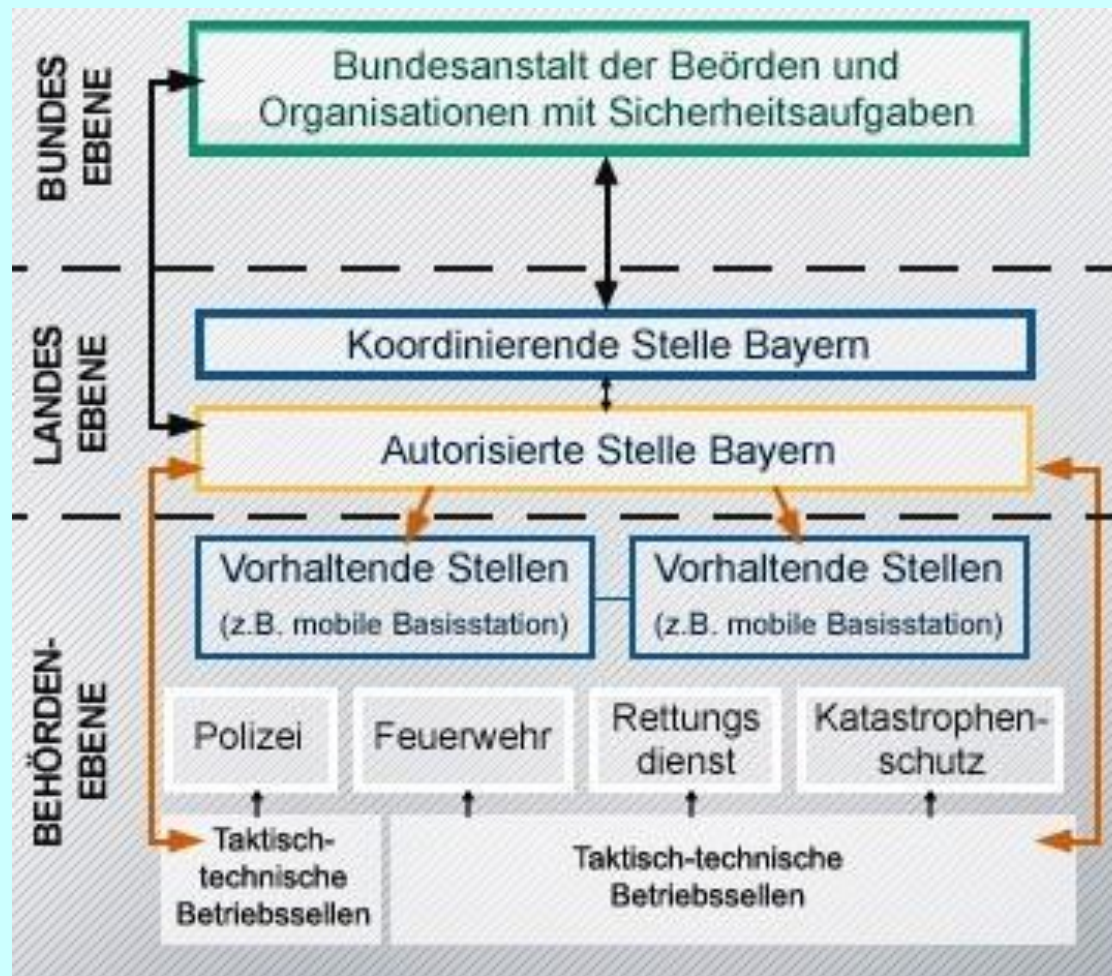 BUNDES
EBENE
Bundesanstalt der Beörden und
Organisationen mit Sicherheitsaufgaben
LANDES
EBENE
Koordinierende Stelle Bayern
Autorisierte Stelle Bayern
BEHÖRDEN-
EBENE
Vorhaltende Stellen
(z.B. mobile Basisstation)
Vorhaltende Stellen
(z.B. mobile Basisstation)
Polizei
Feuerwehr
Rettungs
dienst
Katastrophen-
schutz
Taktisch-
technische
Betriebssellen
Taktisch-technische
Betriebssellen